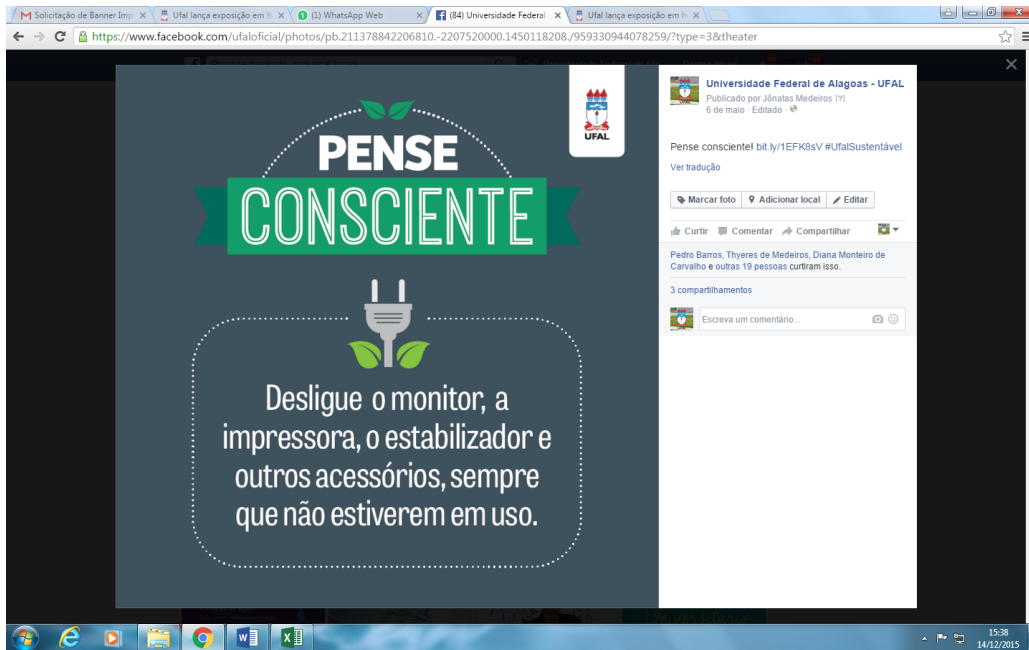 Solicitação de Banner Imp
Ufal lança exposição em h
(1) WhatsApp Web
(84) Universidade Federal
Ufal lança exposição em h
https://www.facebook.com/ufaloficial/photos/pb.211378842206810.-2207520000.1450118208./959330944078259/?type=3&theater
UFAL
PENSE
CONSCIENTE
Desligue o monitor, a
impressora, o estabilizador e
outros acessórios, sempre
que não estiverem em uso.
Universidade Federal de Alagoas - UFAL
Publicado por Jônatas Medeiros [?]
6 de maio · Editado ·
Pense consciente! bit.ly/1EFK8sV #UfalSustentável
Ver tradução
Marcar foto Adicionar local Editar
Curtir Comentar Compartilhar
Pedro Barros, Thyeres de Medeiros, Diana Monteiro de
Carvalho e outras 19 pessoas curtiram isso.
3 compartilhamentos
Escreva um comentário...
15:38
14/12/2015